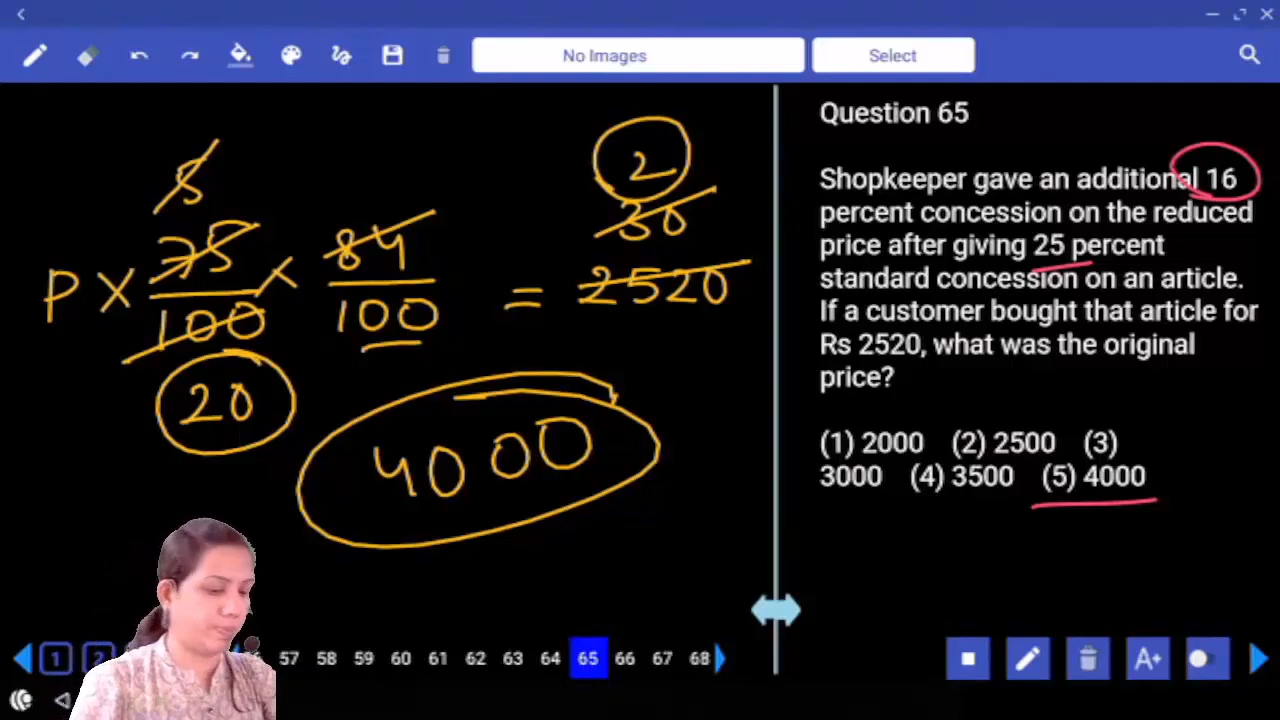 No Images
Select
Question 65
Shopkeeper gave an additional 16
percent concession on the reduced
price after giving 25 percent
standard concession on an article.
If a customer bought that article for
Rs 2520, what was the original
price?
(1) 2000 (2) 2500 (3)
3000 (4) 3500 (5) 4000
5
2
30
P × 75/100 × 84/100 = 2520
20
4000
1 2 57 58 59 60 61 62 63 64 65 66 67 68
A+